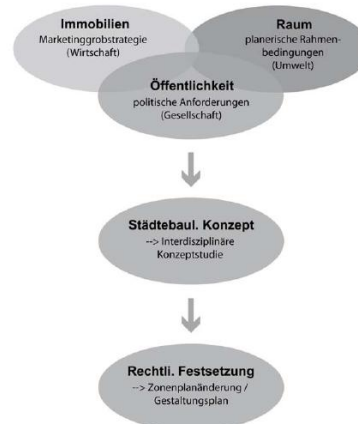 Immobilien
Marketinggrobstrategie
(Wirtschaft)
Raum
planerische Rahmen-
bedingungen
(Umwelt)
Öffentlichkeit
politische Anforderungen
(Gesellschaft)
Städtebaul. Konzept
--> Interdisziplinäre
Konzeptstudie
Rechtli. Festsetzung
--> Zonenplanänderung /
Gestaltungsplan